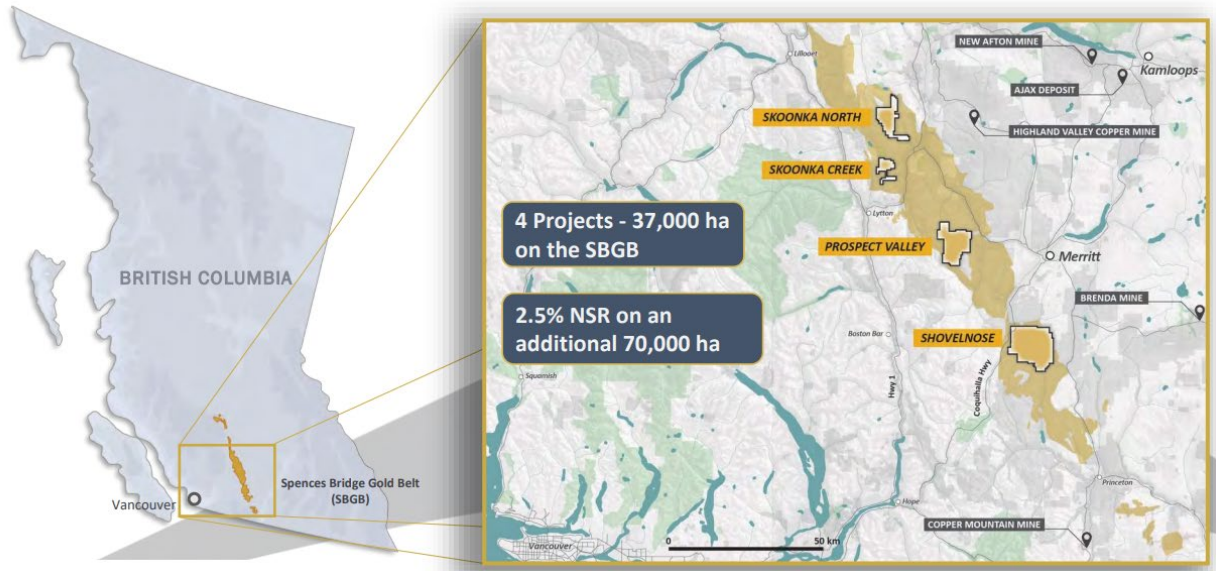 BRITISH COLUMBIA
Vancouver
Spences Bridge Gold Belt
(SBGB)
4 Projects - 37,000 ha
on the SBGB
2.5% NSR on an
additional 70,000 ha
Lillooet
NEW AFTON MINE
Kamloops
AJAX DEPOSIT
SKOONKA NORTH
HIGHLAND VALLEY COPPER MINE
SKOONKA CREEK
Lytton
PROSPECT VALLEY
Merritt
BRENDA MINE
Boston Bar
SHOVELNOSE
Squamish
Hwy 1
Coquihalla Hwy
Princeton
Hope
COPPER MOUNTAIN MINE
Vancouver
0
50 km